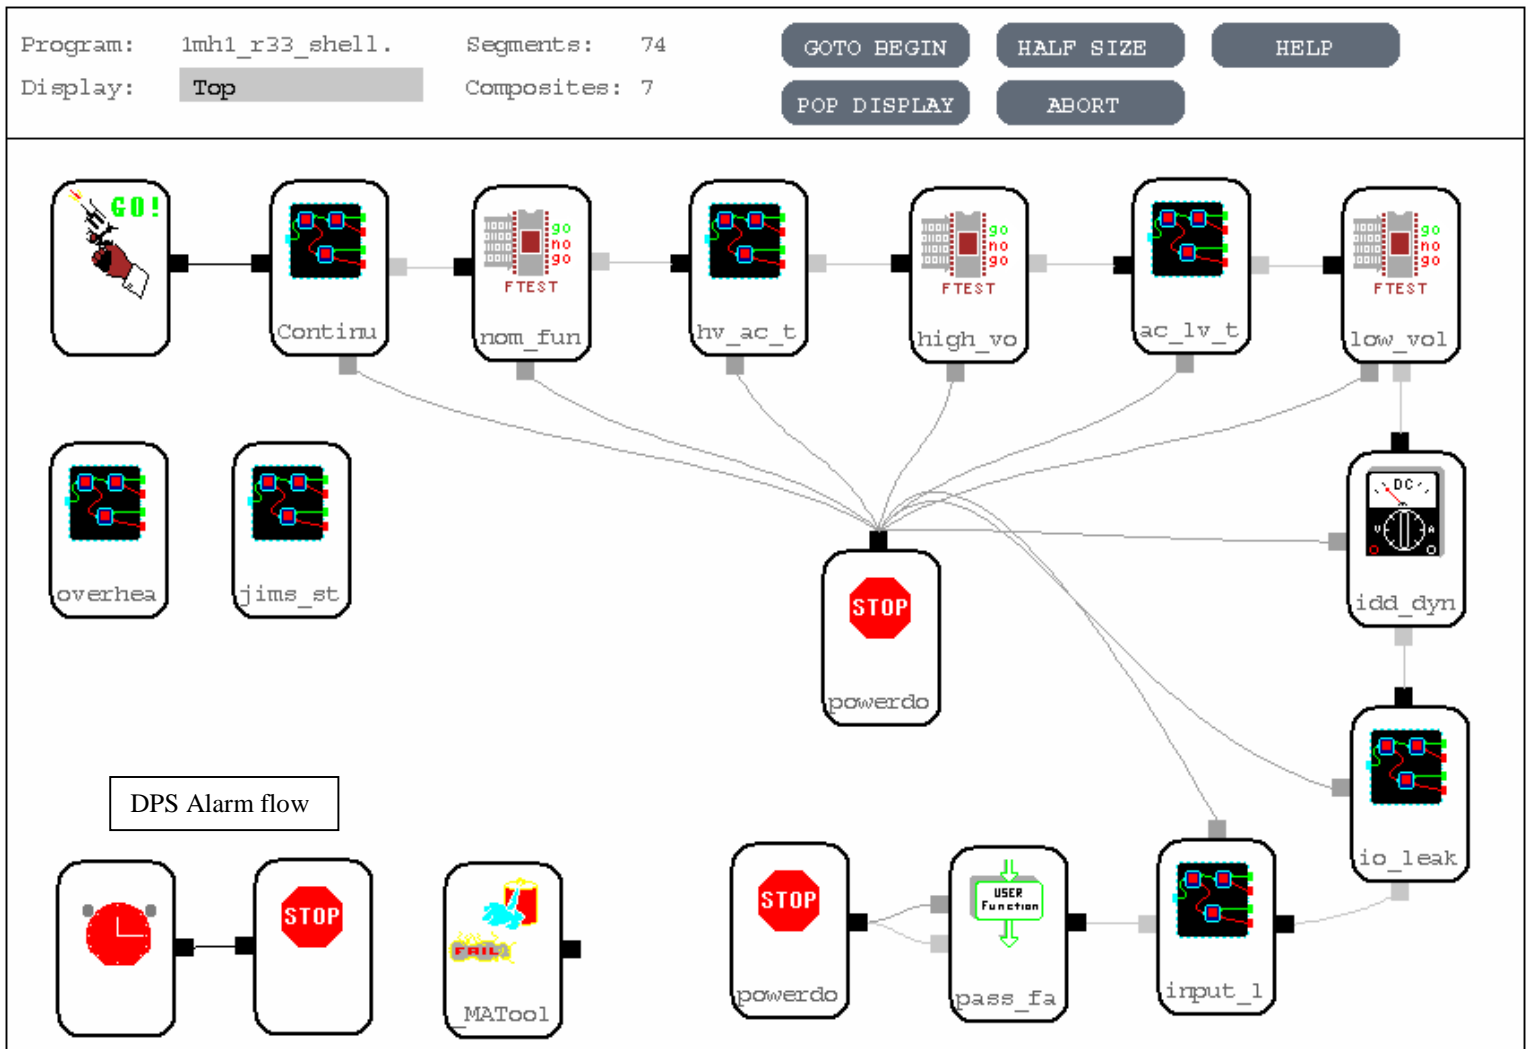 Program: 1mh1_r33_shell. Segments: 74
GOTO BEGIN HALF SIZE HELP
Display: Top Composites: 7
POP DISPLAY ABORT
GO!
go
no
go
FTEST
go
no
go
FTEST
go
no
go
FTEST
Continu
nom_fun
hv_ac_t
high_vo
ac_lv_t
low_vol
DC
V A
overhea
jims_st
STOP
idd_dyn
powerdo
DPS Alarm flow
io_leak
STOP
FAIL
STOP
USER
Function
_MATool
powerdo
pass_fa
input_l